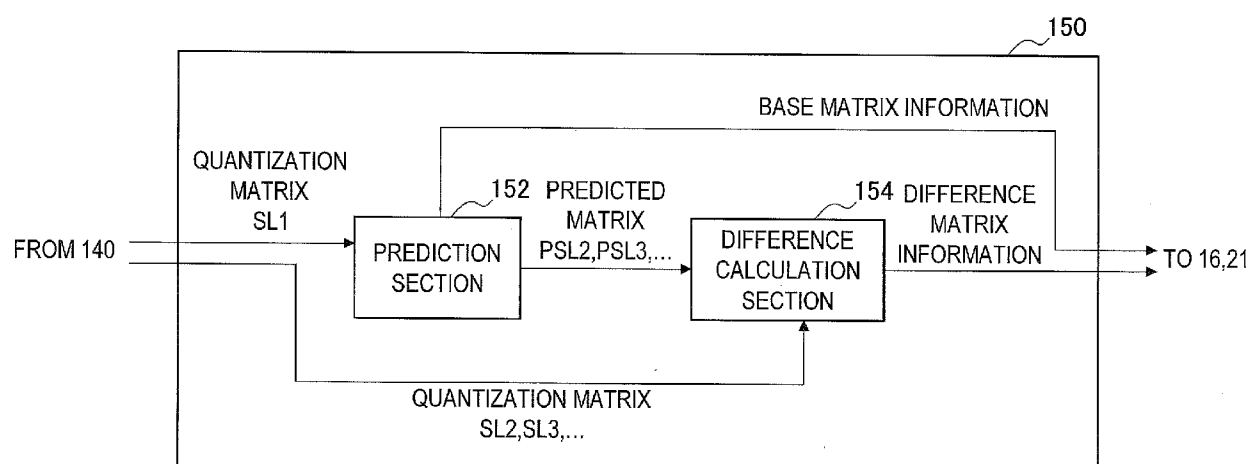 150
BASE MATRIX INFORMATION
QUANTIZATION
MATRIX
SL1
152
PREDICTED
MATRIX
PSL2,PSL3,...
154
DIFFERENCE
MATRIX
INFORMATION
FROM 140
PREDICTION
SECTION
DIFFERENCE
CALCULATION
SECTION
TO 16,21
QUANTIZATION MATRIX
SL2,SL3,...